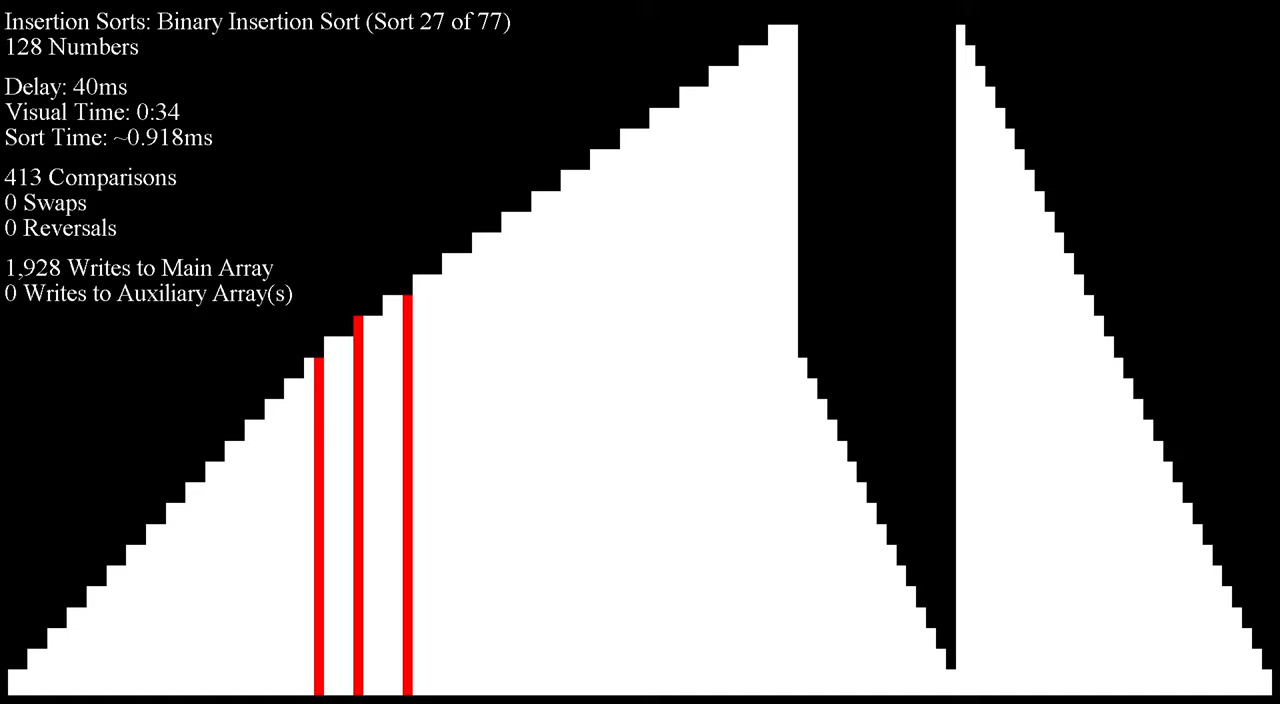 Insertion Sorts: Binary Insertion Sort (Sort 27 of 77)
128 Numbers
Delay: 40ms
Visual Time: 0:34
Sort Time: ~0.918ms
413 Comparisons
0 Swaps
0 Reversals
1,928 Writes to Main Array
0 Writes to Auxiliary Array(s)